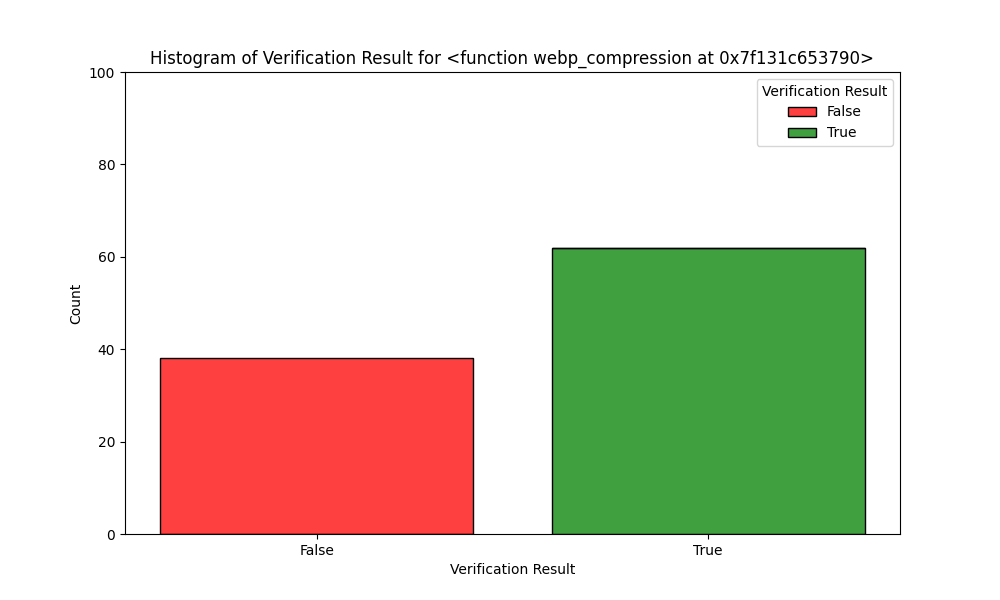 Histogram of Verification Result for <function webp_compression at 0x7f131c653790>
100
80
60
40
20
0
Count
Verification Result
False
True
False
True
Verification Result